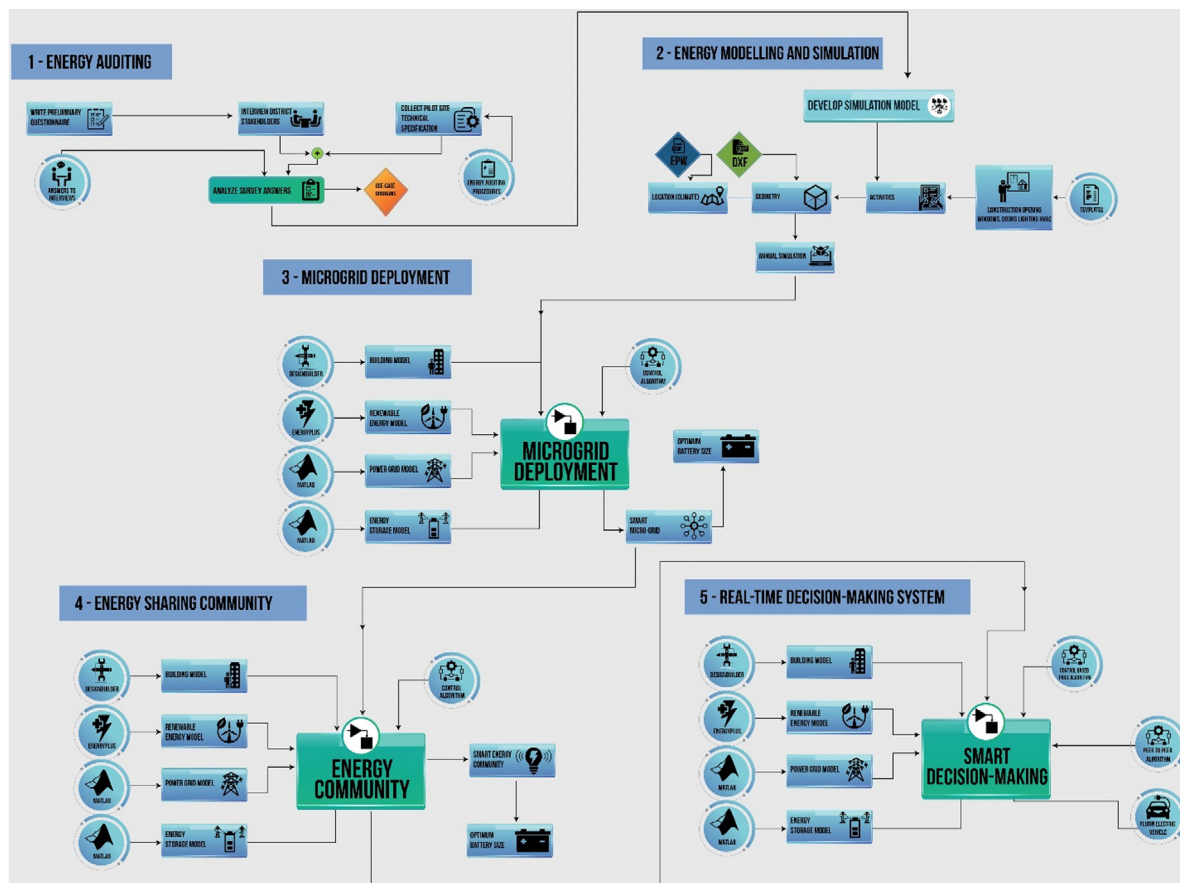 1 - ENERGY AUDITING
WRITE PRELIMINARY
QUESTIONNAIRE
INTERVIEW DISTRICT
STAKEHOLDERS
COLLECT PILOT SITE
TECHNICAL
SPECIFICATION
ANSWERS TO
INTERVIEWS
ANALYZE SURVEY ANSWERS
USE-CASE
DIAGRAMS
ENERGY AUDITING
PROCEDURES
2 - ENERGY MODELLING AND SIMULATION
DEVELOP SIMULATION MODEL
EPW
DXF
LOCATION (CLIMATE)
GEOMETRY
ACTIVITIES
CONSTRUCTION OPENING
WINDOWS, DOORS LIGHTING HVAC
TEMPLATES
ANNUAL SIMULATION
3 - MICROGRID DEPLOYMENT
DESIGNBUILDER
BUILDING MODEL
CONTROL
ALGORITHM
ENERGYPLUS
RENEWABLE
ENERGY MODEL
MICROGRID
DEPLOYMENT
OPTIMUM
BATTERY SIZE
MATLAB
POWER GRID MODEL
MATLAB
ENERGY
STORAGE MODEL
SMART
MICRO-GRID
4 - ENERGY SHARING COMMUNITY
DESIGNBUILDER
BUILDING MODEL
CONTROL
ALGORITHM
ENERGYPLUS
RENEWABLE
ENERGY MODEL
ENERGY
COMMUNITY
SMART ENERGY
COMMUNITY
MATLAB
POWER GRID MODEL
MATLAB
ENERGY
STORAGE MODEL
OPTIMUM
BATTERY SIZE
5 - REAL-TIME DECISION-MAKING SYSTEM
DESIGNBUILDER
BUILDING MODEL
CONTROL BASED
PRICE ALGORITHM
ENERGYPLUS
RENEWABLE
ENERGY MODEL
SMART
DECISION-MAKING
PEER TO PEER
ALGORITHM
MATLAB
POWER GRID MODEL
MATLAB
ENERGY
STORAGE MODEL
PLUGIN ELECTRIC
VEHICLE